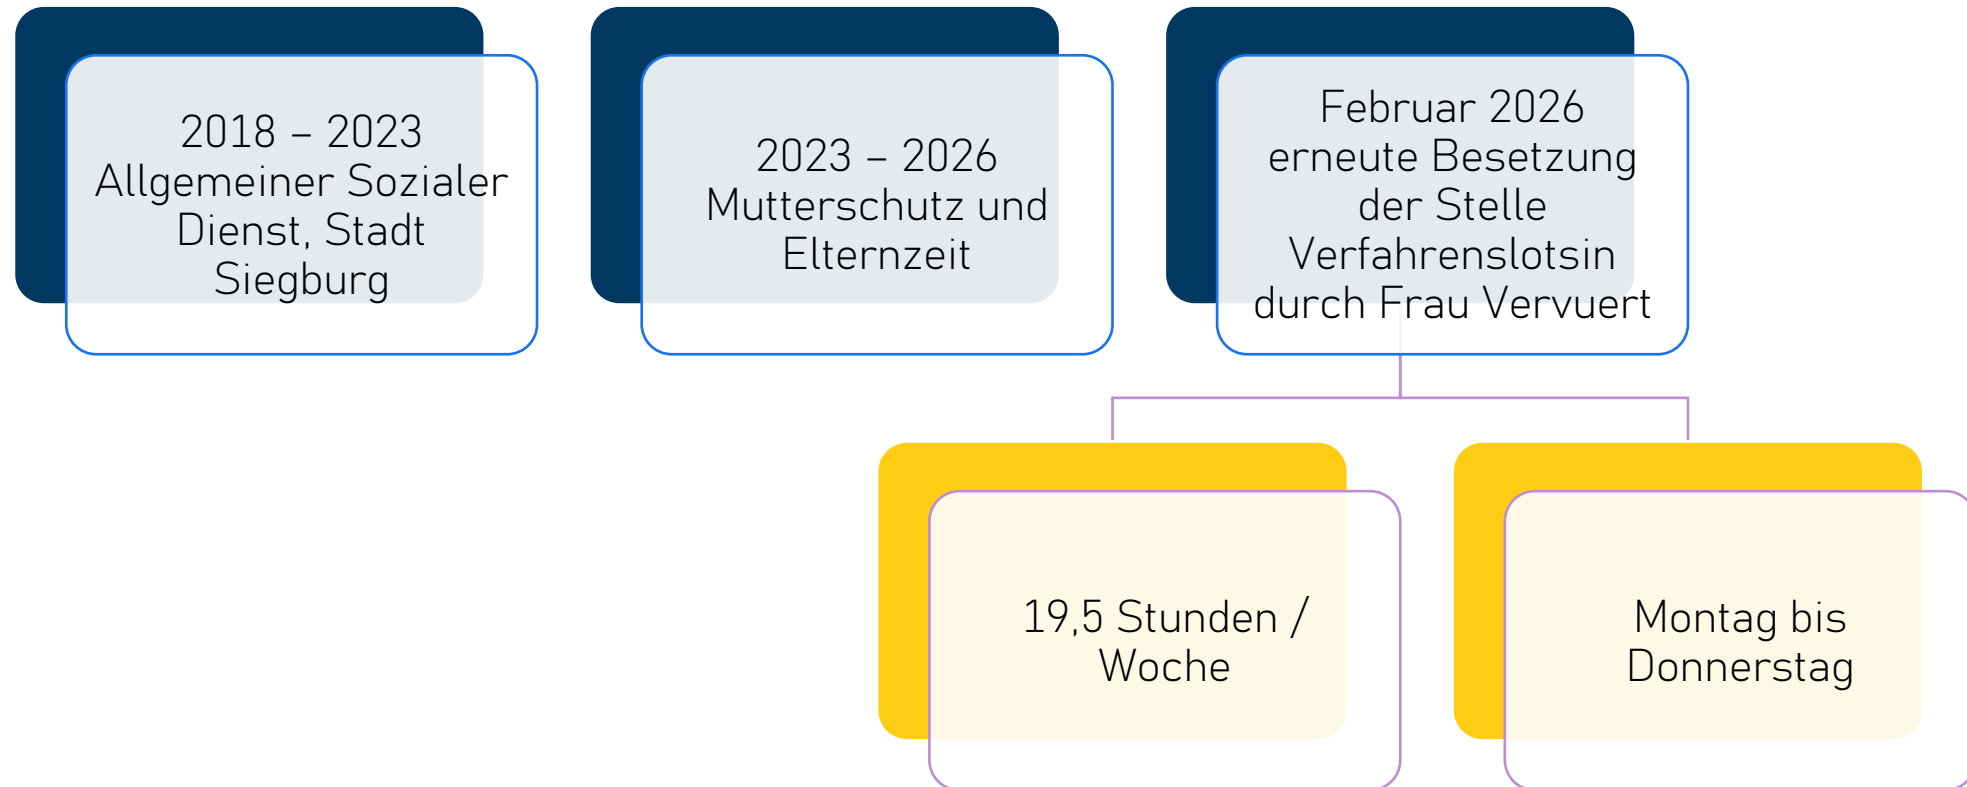 2018 – 2023
Allgemeiner Sozialer
Dienst, Stadt
Siegburg
2023 – 2026
Mutterschutz und
Elternzeit
Februar 2026
erneute Besetzung
der Stelle
Verfahrenslotsin
durch Frau Vervuert
19,5 Stunden /
Woche
Montag bis
Donnerstag